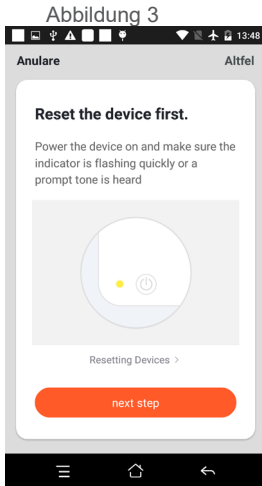 Abbildung 3
13:48
Anulare Altfel
Reset the device first.
Power the device on and make sure the
indicator is flashing quickly or a
prompt tone is heard
Resetting Devices >
next step